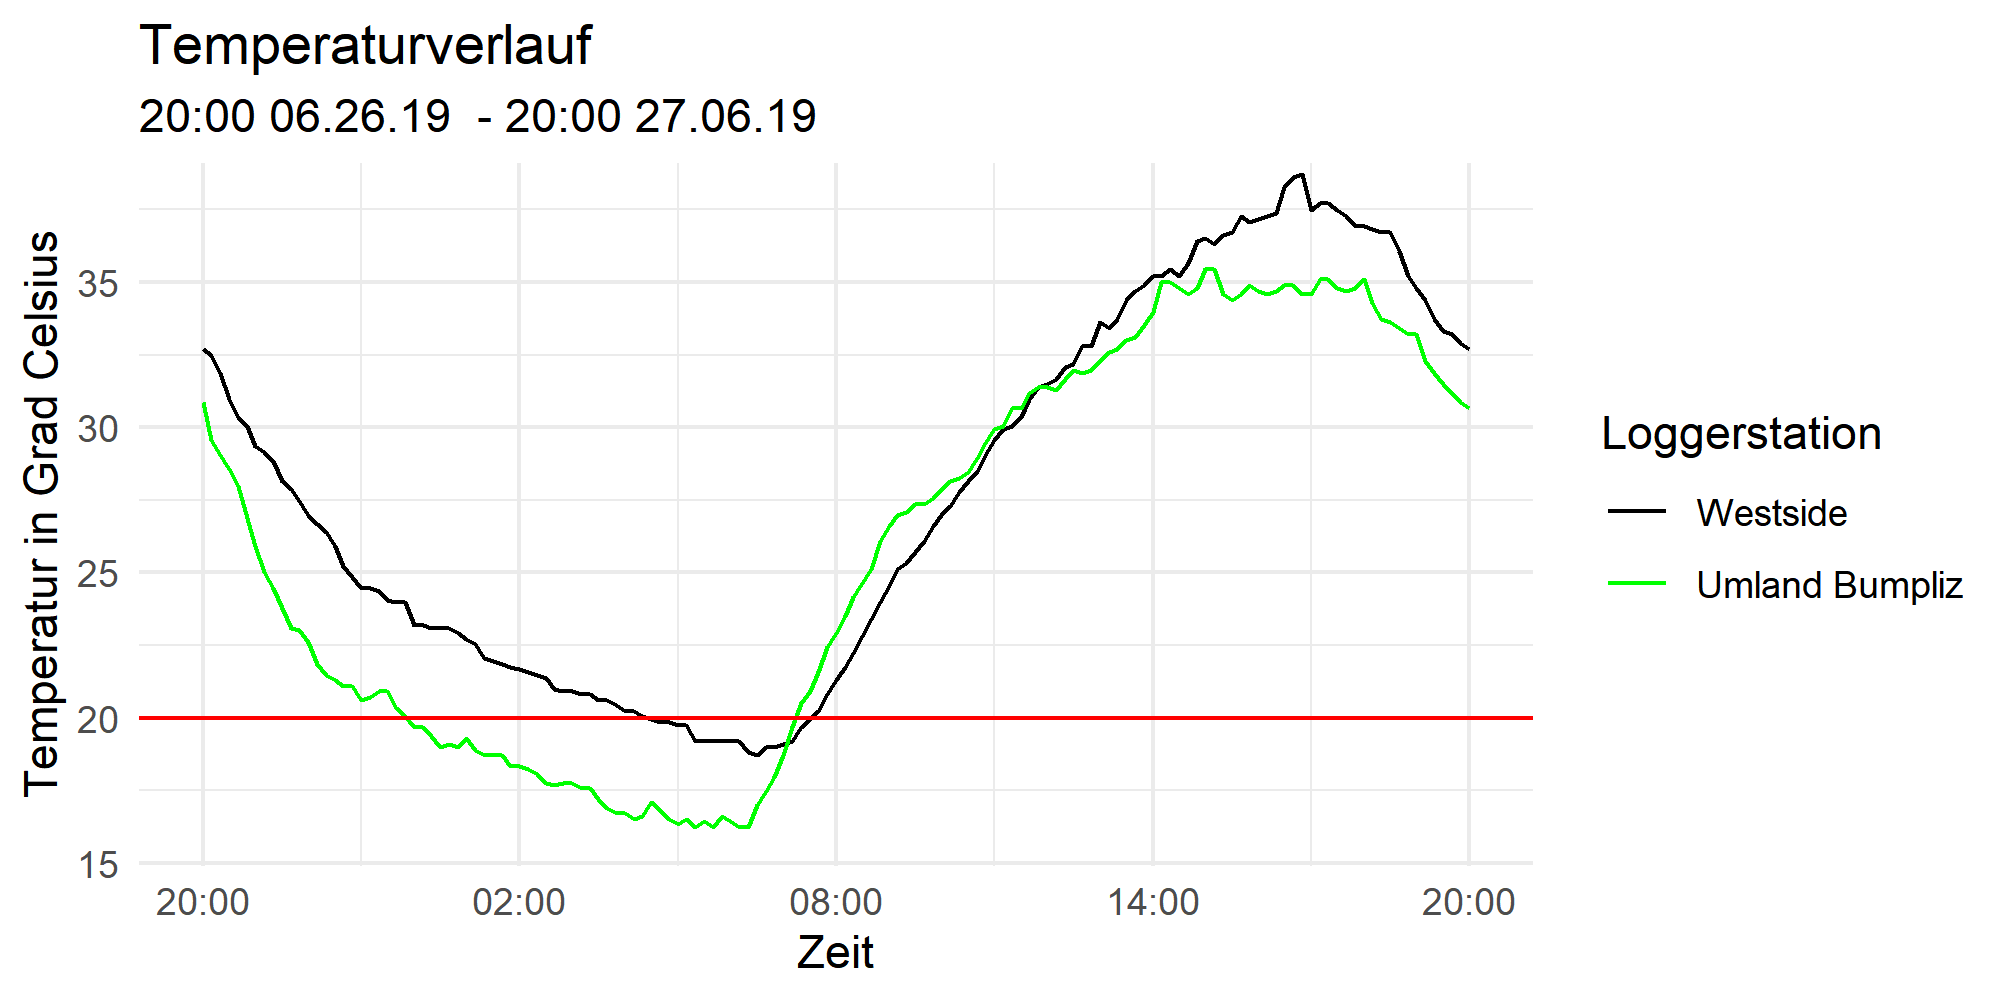 Temperaturverlauf
20:00 06.26.19  - 20:00 27.06.19
Temperatur in Grad Celsius
35
30
25
20
15
20:00 02:00 08:00 14:00 20:00
Zeit
Loggerstation
Westside
Umland Bumpliz